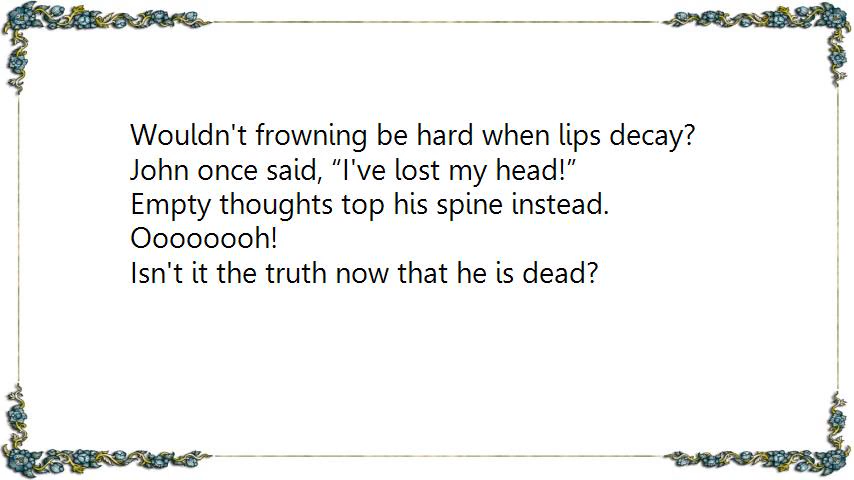 Wouldn't frowning be hard when lips decay?
John once said, “I've lost my head!”
Empty thoughts top his spine instead.
Oooooooh!
Isn't it the truth now that he is dead?